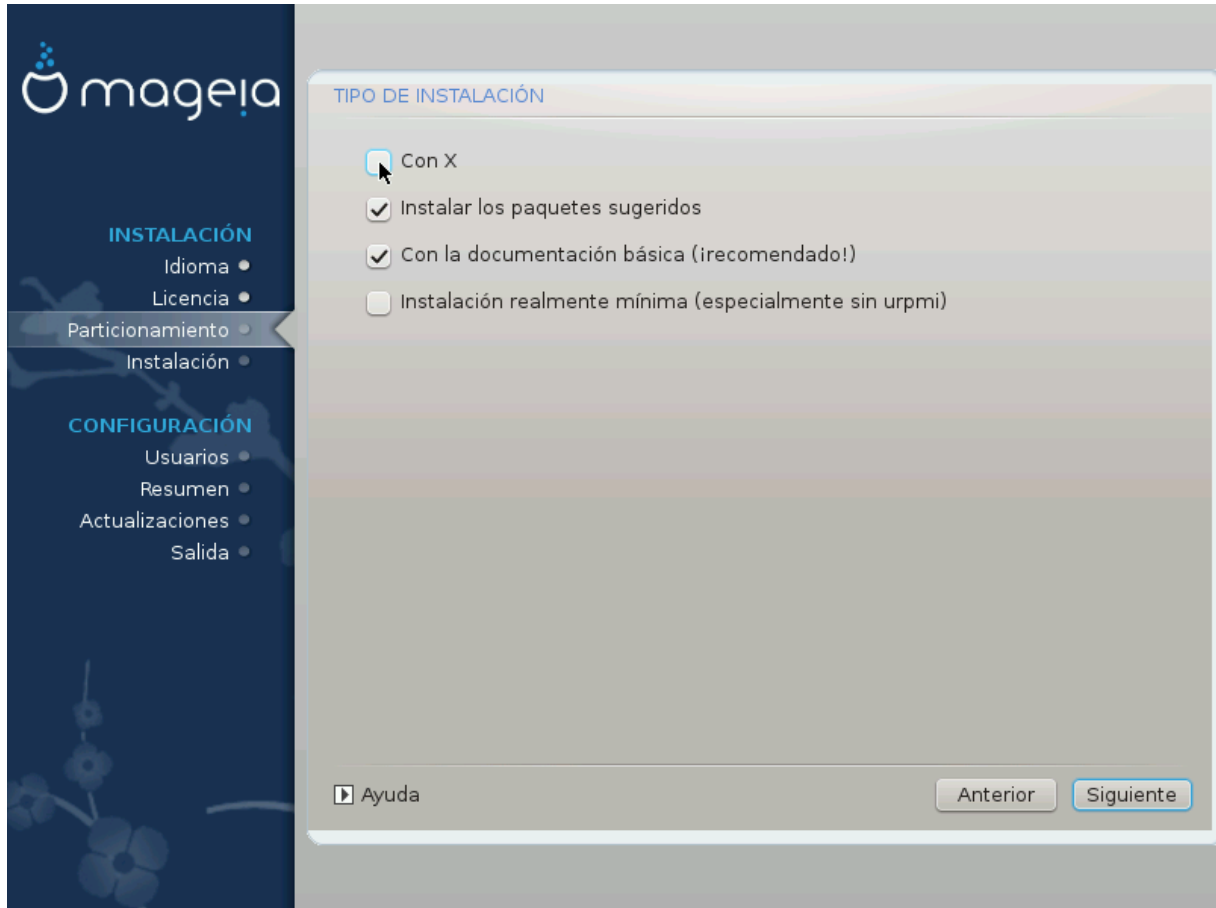 mageia
INSTALACIÓN
Idioma
Licencia
Particionamiento
Instalación
CONFIGURACIÓN
Usuarios
Resumen
Actualizaciones
Salida
TIPO DE INSTALACIÓN
Con X
Instalar los paquetes sugeridos
Con la documentación básica (¡recomendado!)
Instalación realmente mínima (especialmente sin urpmi)
Ayuda
Anterior
Siguiente